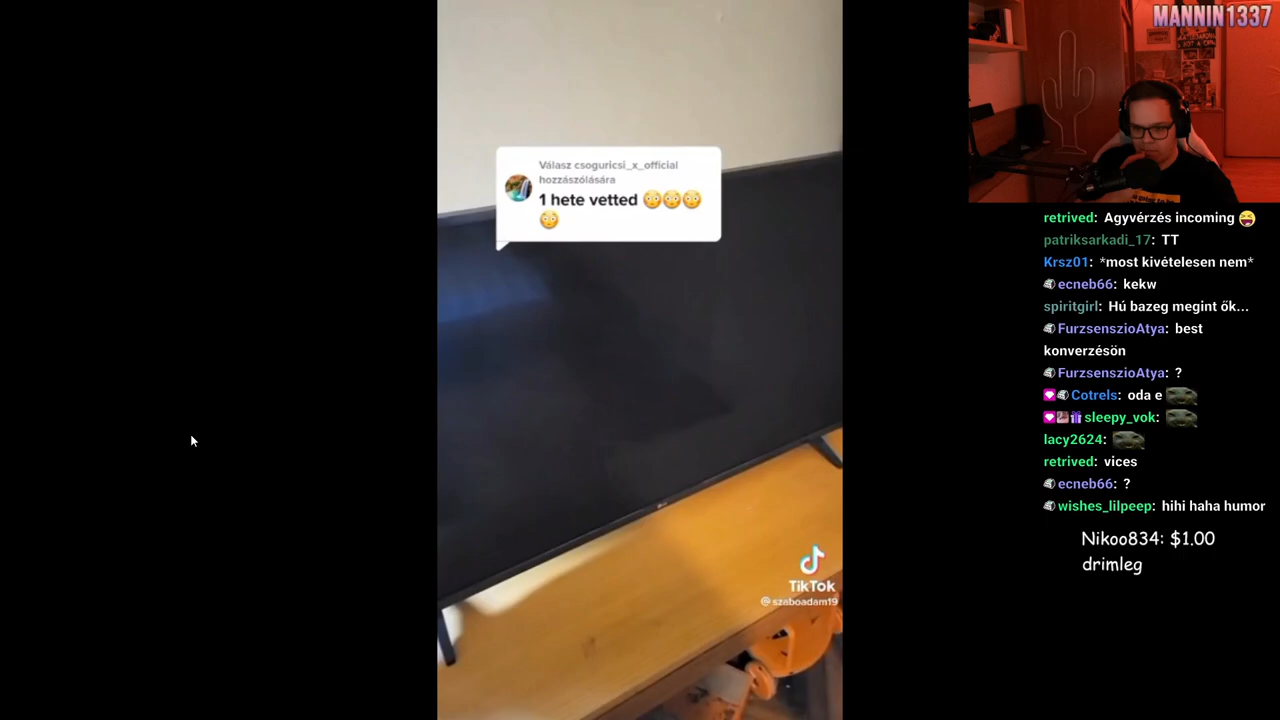 MANNIN1337
Válasz csoguricsi_x_official
hozzászólására
1 hete vetted 😳😳😳
😳
TikTok
@szaboadam19
retrived: Agyvérzés incoming 😝
patriksarkadi_17: TT
Krsz01: *most kivételesen nem*
ecneb66: kekw
spiritgirl: Hú bazeg megint ők...
FurzsenszioAtya: best
konverzésön
FurzsenszioAtya: ?
Cotrels: oda e
sleepy_vok:
lacy2624:
retrived: vices
ecneb66: ?
wishes_lilpeep: hihi haha humor
Nikoo834: $1.00
drimleg